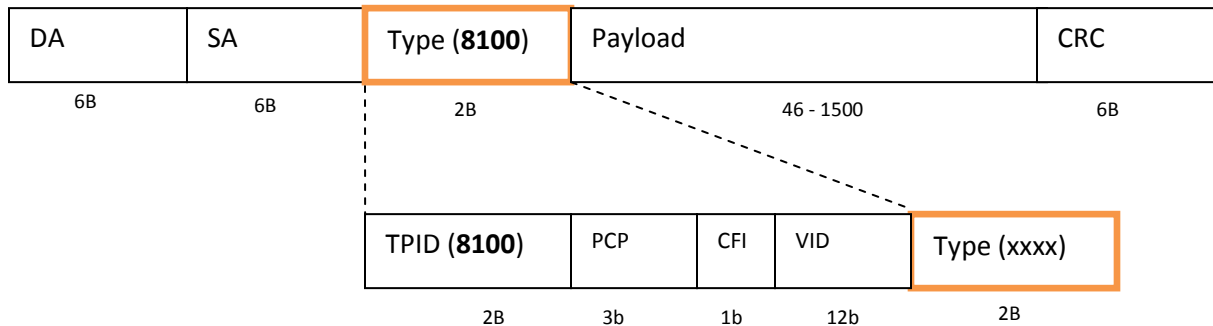 DA SA Type (8100) Payload CRC
6B 6B 2B 46 - 1500 6B
TPID (8100) PCP CFI VID Type (xxxx)
2B 3b 1b 12b 2B